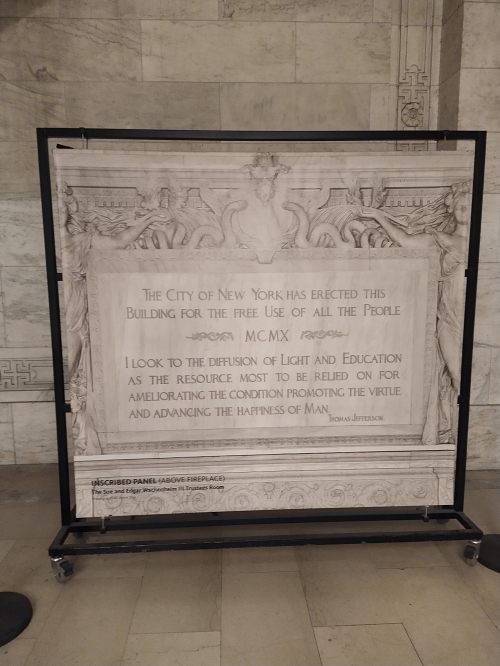 The City of New York has erected this
Building for the free Use of all the People
MCMX
I look to the diffusion of Light and Education
as the resource most to be relied on for
ameliorating the condition promoting the virtue
and advancing the happiness of Man
Thomas Jefferson
INSCRIBED PANEL (ABOVE FIREPLACE)
The Sue and Edgar Wachenheim III Trustees Room